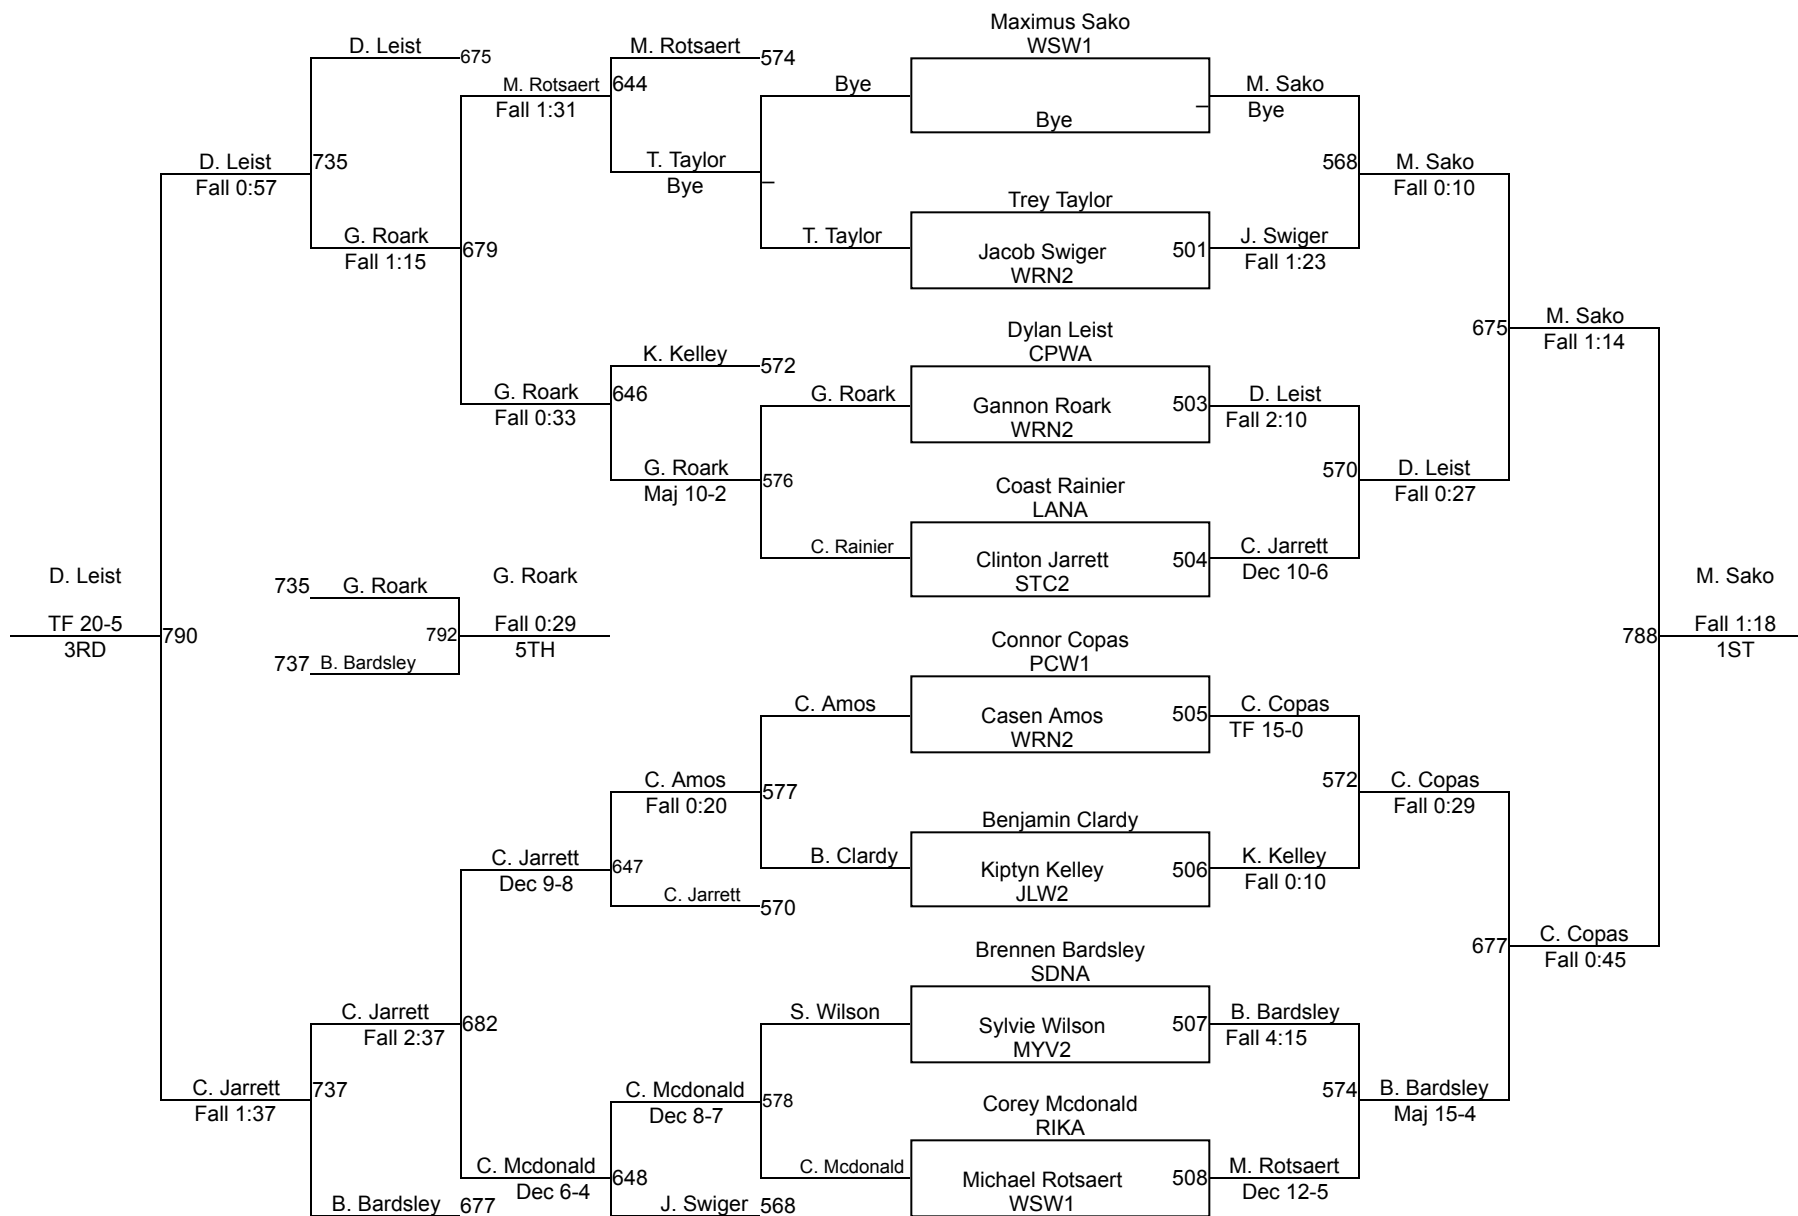 Maximus Sako
WSW1
D. Leist
675
M. Rotsaert
574
M. Rotsaert
644
Fall 1:31
Bye
M. Sako
Bye
Bye
D. Leist
735
Fall 0:57
T. Taylor
Bye
568
M. Sako
Fall 0:10
Trey Taylor
G. Roark
679
Fall 1:15
T. Taylor
Jacob Swiger
501
WRN2
J. Swiger
Fall 1:23
Dylan Leist
CPWA
675
M. Sako
Fall 1:14
K. Kelley
572
G. Roark
646
Fall 0:33
G. Roark
Gannon Roark
503
WRN2
D. Leist
Fall 2:10
G. Roark
576
Maj 10-2
570
D. Leist
Fall 0:27
Coast Rainier
LANA
C. Rainier
Clinton Jarrett
504
STC2
C. Jarrett
Dec 10-6
D. Leist
735
G. Roark
G. Roark
M. Sako
TF 20-5
790
3RD
792
Fall 0:29
5TH
788
Fall 1:18
1ST
737
B. Bardsley
Connor Copas
PCW1
C. Amos
Casen Amos
505
WRN2
C. Copas
TF 15-0
C. Amos
577
Fall 0:20
572
C. Copas
Fall 0:29
Benjamin Clardy
C. Jarrett
647
Dec 9-8
B. Clardy
Kiptyn Kelley
506
JLW2
K. Kelley
Fall 0:10
C. Jarrett
570
677
C. Copas
Fall 0:45
Brennen Bardsley
SDNA
C. Jarrett
682
Fall 2:37
S. Wilson
Sylvie Wilson
507
MYV2
B. Bardsley
Fall 4:15
C. Jarrett
737
Fall 1:37
C. Mcdonald
578
Dec 8-7
574
B. Bardsley
Maj 15-4
Corey Mcdonald
RIKA
C. Mcdonald
648
Dec 6-4
C. Mcdonald
Michael Rotsaert
508
WSW1
M. Rotsaert
Dec 12-5
B. Bardsley
677
J. Swiger
568